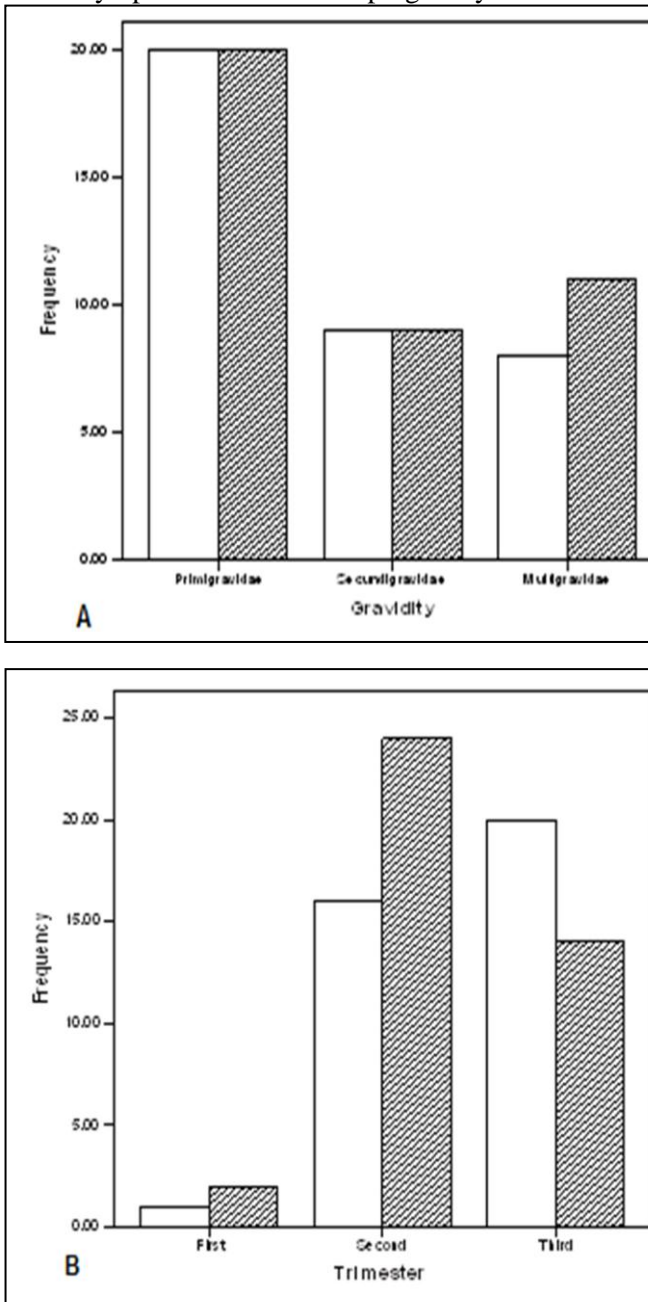 20.00
15.00
10.00
5.00
0.00
Frequency
Primigravidae Secundigravidae Multigravidae
Gravidity
A
25.00
20.00
15.00
10.00
5.00
0.00
Frequency
First Second Third
Trimester
B